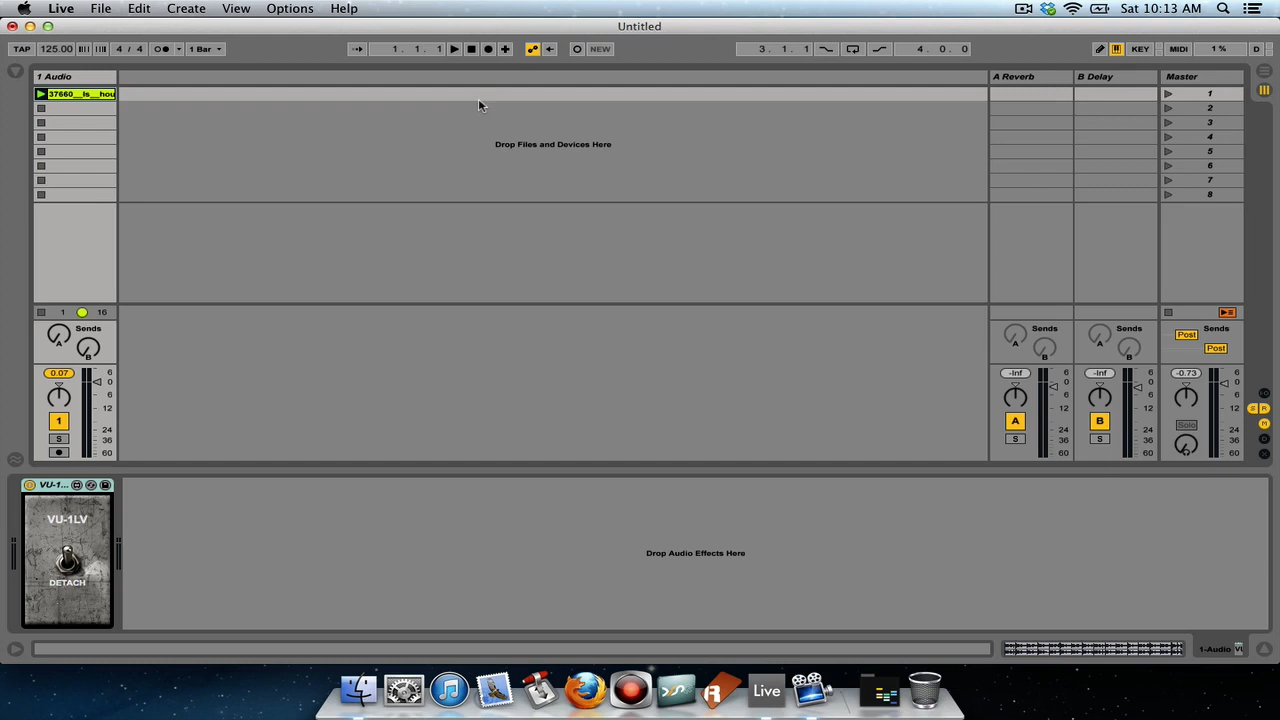 Live File Edit Create View Options Help Sat 10:13 AM
Untitled
TAP 125.00 4 / 4 1 Bar 1. 1. 1 NEW 3. 1. 1 4. 0. 0 KEY MIDI 1 % D
1 Audio A Reverb B Delay Master
37660__ls__hou 1
2
Drop Files and Devices Here
3
4
5
6
7
8
1 16
Sends Sends Sends Post Sends
A B A B A B Post
0.07 6 -Inf 6 -Inf 6 -0.73 6
0 0 0 0
6 6 6 6
12 12 12 12
1 A B Solo
24 24 24 24
S 36 S 36 S 36 36
60 60 60 60
S R
M
D
X
VU-1...
VU-1LV
DETACH
Drop Audio Effects Here
1-Audio
Live